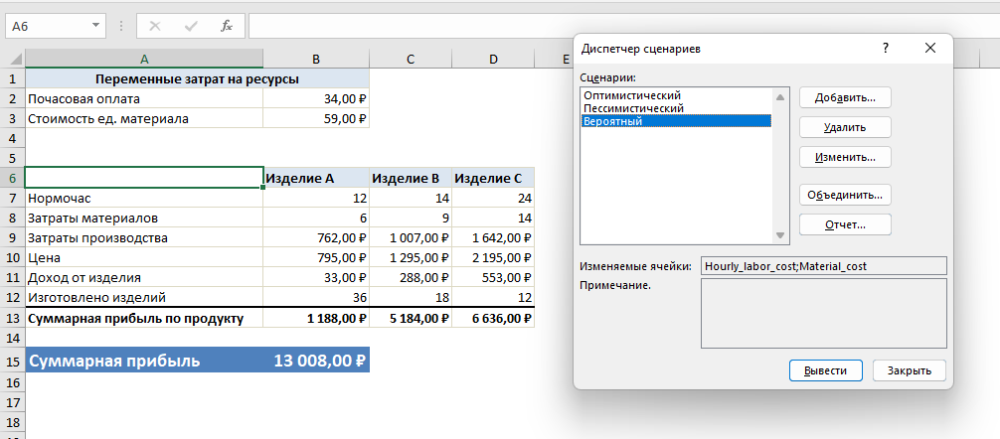 A6 fx
A B C D E
1 Переменные затрат на ресурсы
2 Почасовая оплата 34,00 ₽
3 Стоимость ед. материала 59,00 ₽
4
5
6 Изделие A Изделие B Изделие C
7 Нормочас 12 14 24
8 Затраты материалов 6 9 14
9 Затраты производства 762,00 ₽ 1 007,00 ₽ 1 642,00 ₽
10 Цена 795,00 ₽ 1 295,00 ₽ 2 195,00 ₽
11 Доход от изделия 33,00 ₽ 288,00 ₽ 553,00 ₽
12 Изготовлено изделий 36 18 12
13 Суммарная прибыль по продукту 1 188,00 ₽ 5 184,00 ₽ 6 636,00 ₽
14
15 Суммарная прибыль 13 008,00 ₽
16
17
18
Диспетчер сценариев ?
Сценарии:
Оптимистический
Пессимистический
Вероятный
Добавить...
Удалить
Изменить...
Объединить...
Отчет...
Изменяемые ячейки: Hourly_labor_cost;Material_cost
Примечание.
Вывести Закрыть